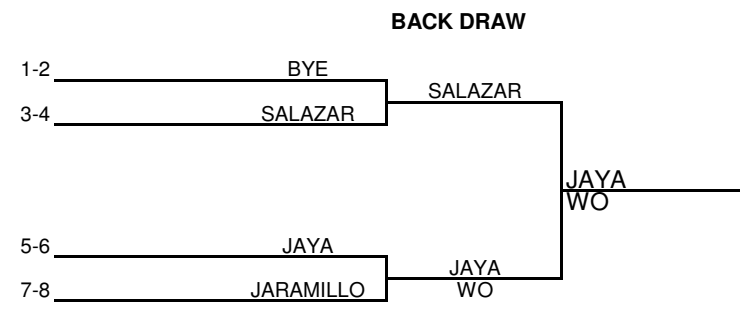 BACK DRAW
1-2 BYE
SALAZAR
3-4 SALAZAR
JAYA
WO
5-6 JAYA
JAYA
7-8 JARAMILLO
WO